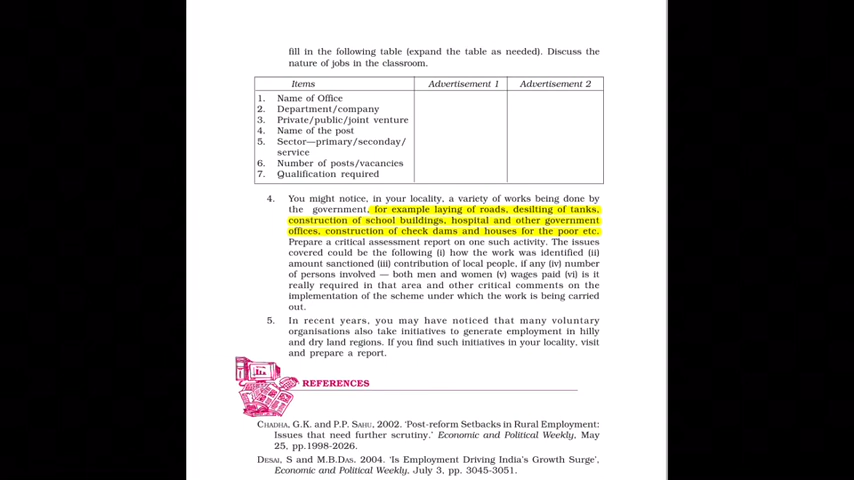 fill in the following table (expand the table as needed). Discuss the
nature of jobs in the classroom.
Items Advertisement 1 Advertisement 2
1. Name of Office
2. Department/company
3. Private/public/joint venture
4. Name of the post
5. Sector—primary/seconday/
service
6. Number of posts/vacancies
7. Qualification required
4. You might notice, in your locality, a variety of works being done by
the government, for example laying of roads, desilting of tanks,
construction of school buildings, hospital and other government
offices, construction of check dams and houses for the poor etc.
Prepare a critical assessment report on one such activity. The issues
covered could be the following (i) how the work was identified (ii)
amount sanctioned (iii) contribution of local people, if any (iv) number
of persons involved — both men and women (v) wages paid (vi) is it
really required in that area and other critical comments on the
implementation of the scheme under which the work is being carried
out.
5. In recent years, you may have noticed that many voluntary
organisations also take initiatives to generate employment in hilly
and dry land regions. If you find such initiatives in your locality, visit
and prepare a report.
REFERENCES
CHADHA, G.K. and P.P. SAHU, 2002. 'Post-reform Setbacks in Rural Employment:
Issues that need further scrutiny.' Economic and Political Weekly, May
25, pp.1998-2026.
DESAI, S and M.B.DAS. 2004. 'Is Employment Driving India's Growth Surge',
Economic and Political Weekly, July 3, pp. 3045-3051.